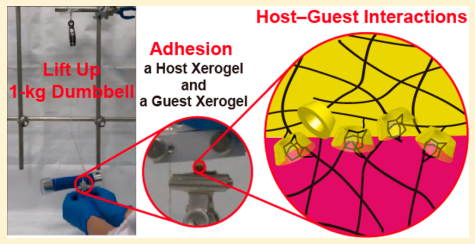 Host–Guest Interactions
Lift Up
1-kg Dumbbell
Adhesion
a Host Xerogel
and
a Guest Xerogel